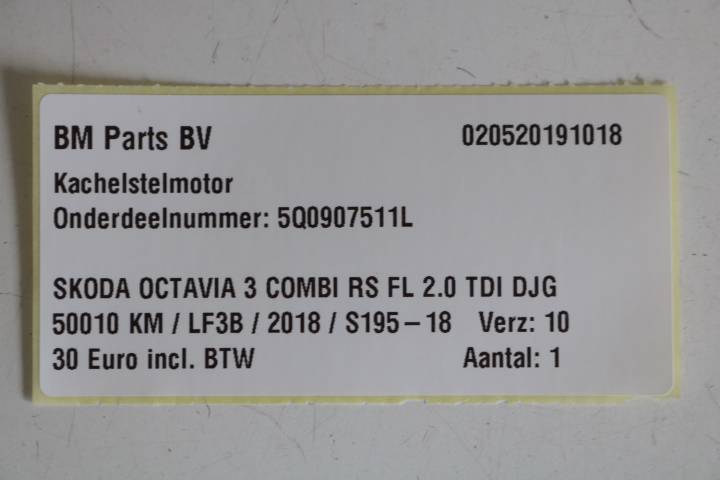 BM Parts BV 020520191018
Kachelstelmotor
Onderdeelnummer: 5Q0907511L
SKODA OCTAVIA 3 COMBI RS FL 2.0 TDI DJG
50010 KM / LF3B / 2018 / S195-18 Verz: 10
30 Euro incl. BTW Aantal: 1